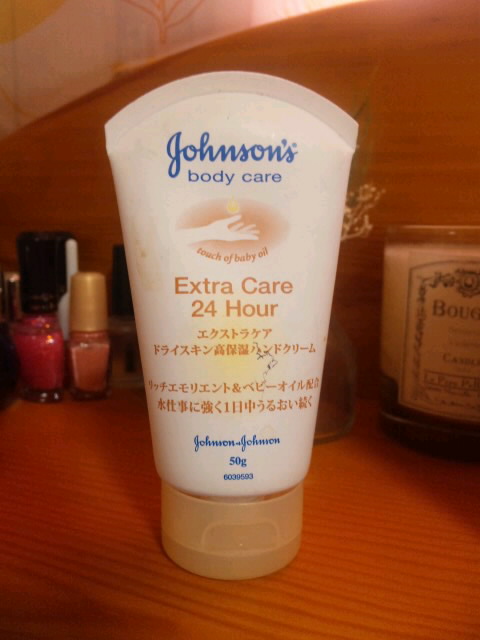 Johnson's
body care
touch of baby oil
Extra Care
24 Hour
エクストラケア
ドライスキン高保湿ハンドクリーム
リッチエモリエント&ベビーオイル配合
水仕事に強く1日中うるおい続く
Johnson&Johnson
50g
6039593
BOUG
CANDLE